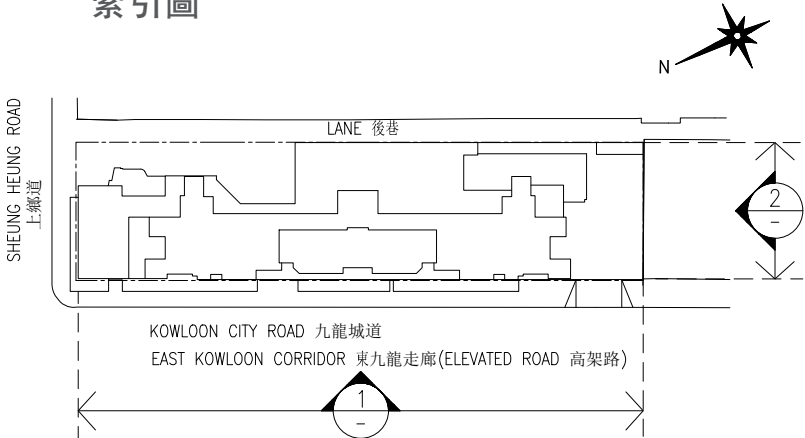 索引圖
N
LANE 後巷
SHEUNG HEUNG ROAD
上鄉道
2
-
KOWLOON CITY ROAD 九龍城道
EAST KOWLOON CORRIDOR 東九龍走廊(ELEVATED ROAD 高架路)
1
-